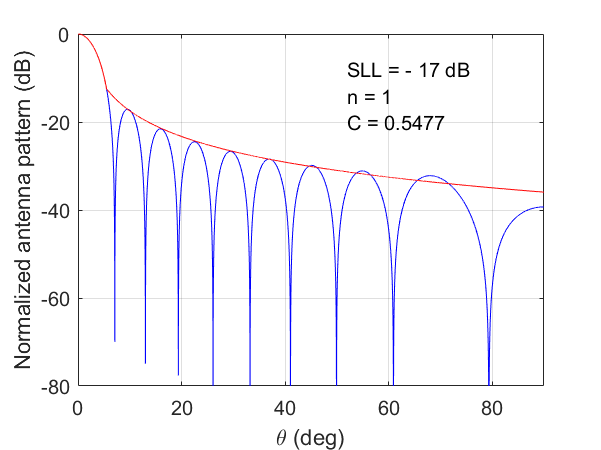 0
-20
-40
-60
-80
Normalized antenna pattern (dB)
SLL = - 17 dB
n = 1
C = 0.5477
0 20 40 60 80
θ (deg)